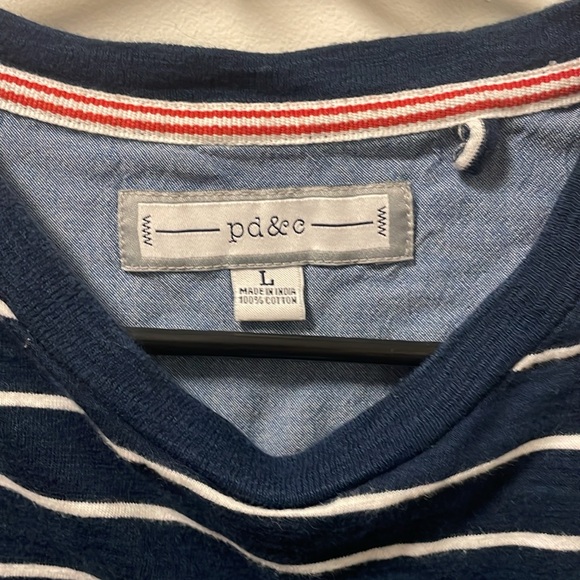 pd&c
L
MADE IN INDIA
100% COTTON